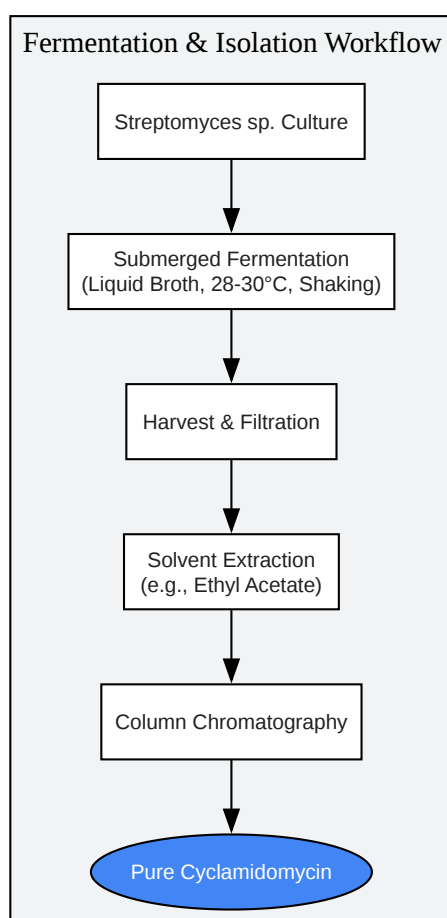 Fermentation & Isolation Workflow
Streptomyces sp. Culture
Submerged Fermentation
(Liquid Broth, 28-30°C, Shaking)
Harvest & Filtration
Solvent Extraction
(e.g., Ethyl Acetate)
Column Chromatography
Pure Cyclamidomycin